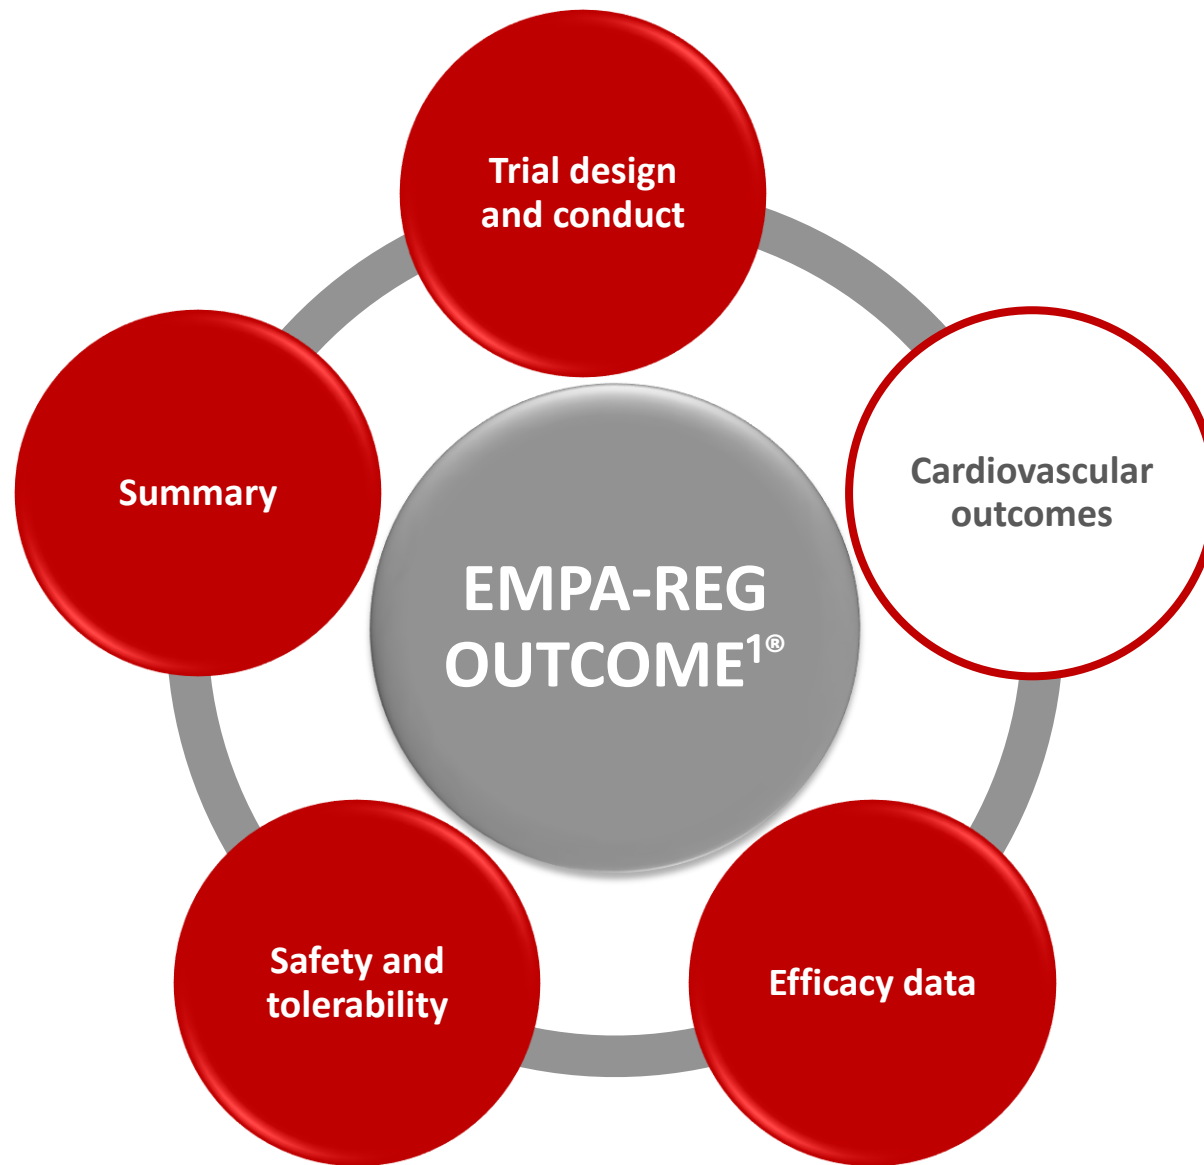 Trial design
and conduct
Cardiovascular
outcomes
Efficacy data
Safety and
tolerability
Summary
EMPA-REG
OUTCOME¹®